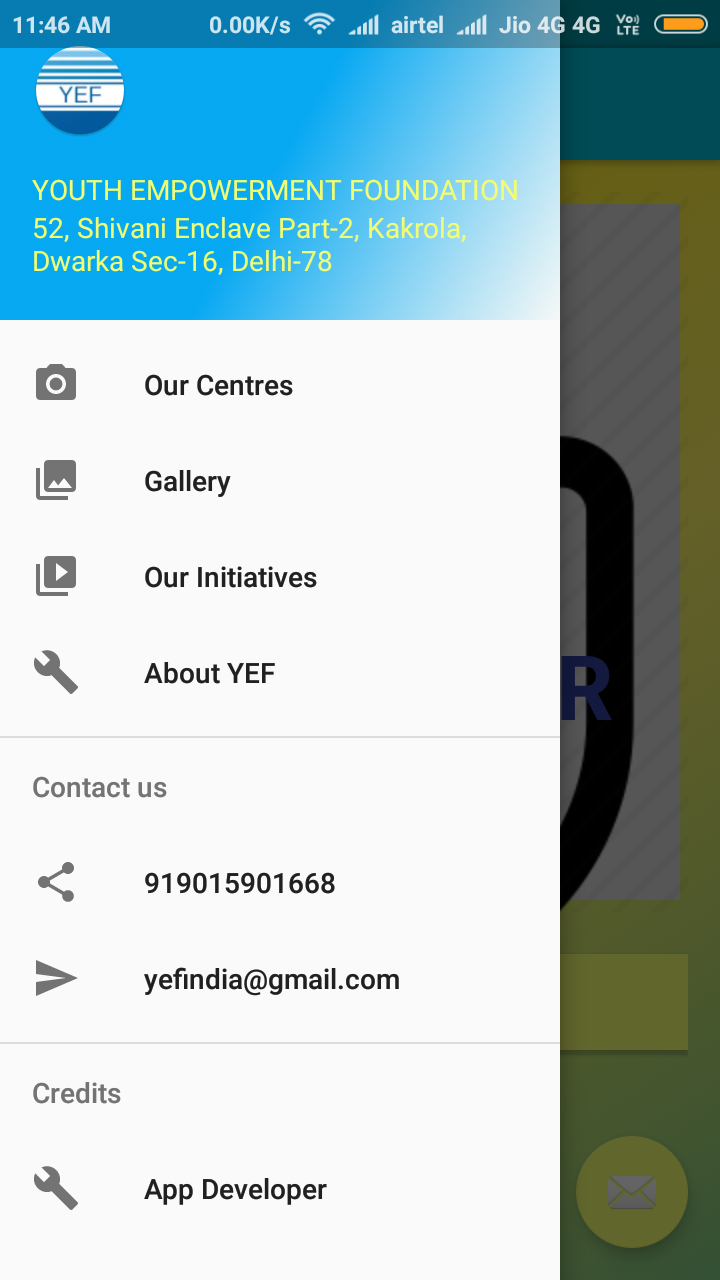 11:46 AM 0.00K/s airtel Jio 4G 4G Vo) LTE
YEF
YOUTH EMPOWERMENT FOUNDATION
52, Shivani Enclave Part-2, Kakrola,
Dwarka Sec-16, Delhi-78
Our Centres
Gallery
Our Initiatives
About YEF
R
Contact us
919015901668
yefindia@gmail.com
Credits
App Developer